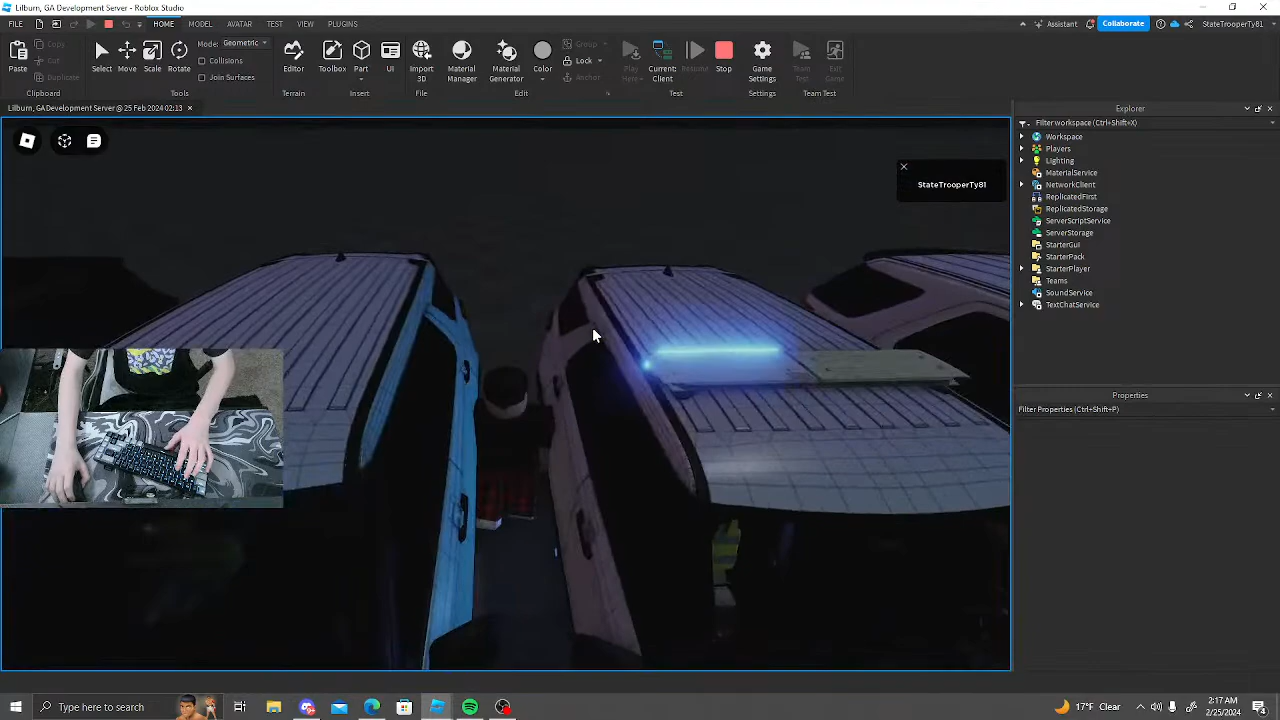 Lilburn, GA - Roblox Studio
FILE
HOME
MODEL
AVATAR
TEST
VIEW
PLUGINS
Assistant
Collaborate
StateTrooperTy81
Paste
Copy
Cut
Duplicate
Select
Move
Scale
Rotate
Mode:
Geometric
Collisions
Join Surfaces
Tools
Editor
Terrain
Toolbox
Part
UI
Insert
Import
3D
File
Material
Manager
Material
Generator
Color
Group
Lock
Anchor
Edit
Play
Here
Current:
Client
Resume
Stop
Test
Game
Settings
Team
Test
Exit
Game
Team Test
Lilburn, GA Development Server @ 25 Feb 2024 02:13
StateTrooperTy81
Explorer
Filter workspace (Ctrl+Shift+X)
Workspace
Players
Lighting
MaterialService
NetworkClient
ReplicatedFirst
ReplicatedStorage
ServerScriptService
ServerStorage
StarterGui
StarterPack
StarterPlayer
Teams
SoundService
TextChatService
Properties
Filter Properties (Ctrl+Shift+P)
Type here to search
17°F Clear
2:17 AM
2/25/2024